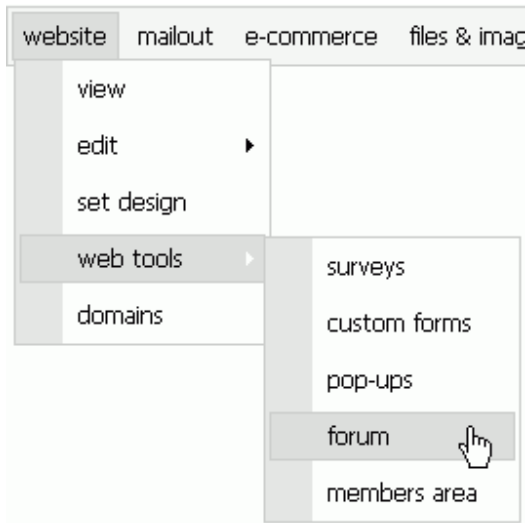 website mailout e-commerce files &
view
edit
set design
web tools
domains
surveys
custom forms
pop-ups
forum
members area